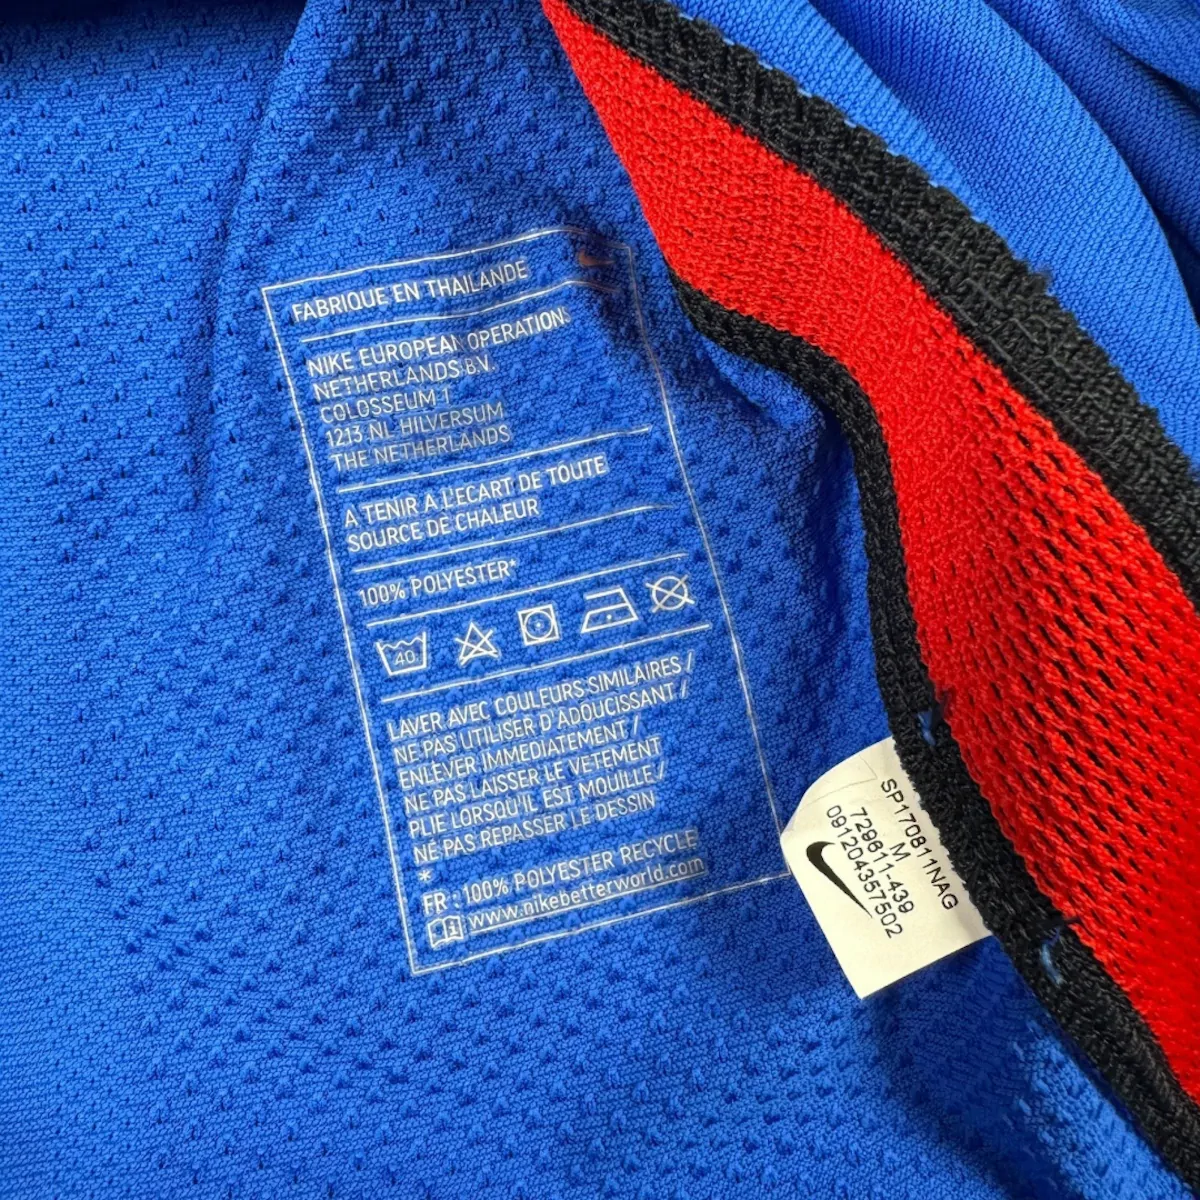 FABRIQUE EN THAILANDE
NIKE EUROPEAN OPERATIONS
NETHERLANDS B.V.
COLOSSEUM 1
1213 NL HILVERSUM
THE NETHERLANDS
A TENIR A L'ECART DE TOUTE
SOURCE DE CHALEUR
100% POLYESTER*
40
LAVER AVEC COULEURS SIMILAIRES /
NE PAS UTILISER D'ADOUCISSANT /
ENLEVER IMMEDIATEMENT /
NE PAS LAISSER LE VETEMENT
PLIE LORSQU'IL EST MOUILLE /
NE PAS REPASSER LE DESSIN
*
FR : 100% POLYESTER RECYCLE
www.nikebetterworld.com
SP170811NAG
M
729811-439
091204357502